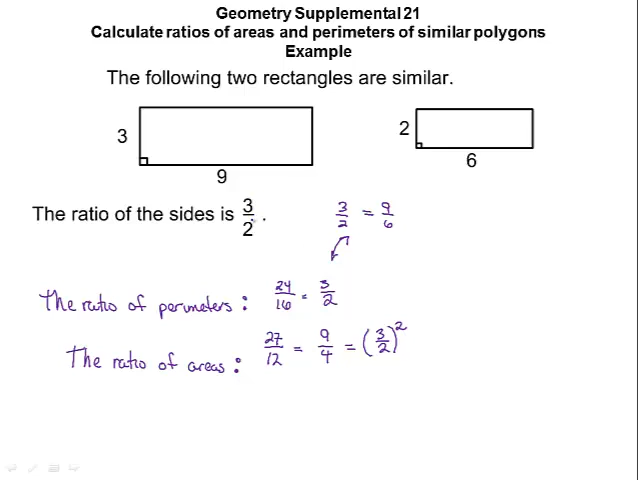 Geometry Supplemental 21
Calculate ratios of areas and perimeters of similar polygons
Example
The following two rectangles are similar.
3
9
2
6
The ratio of the sides is 3/2 .
3/2 = 9/6
The ratio of perimeters : 24/16 = 3/2
The ratio of areas : 27/12 = 9/4 = (3/2)²